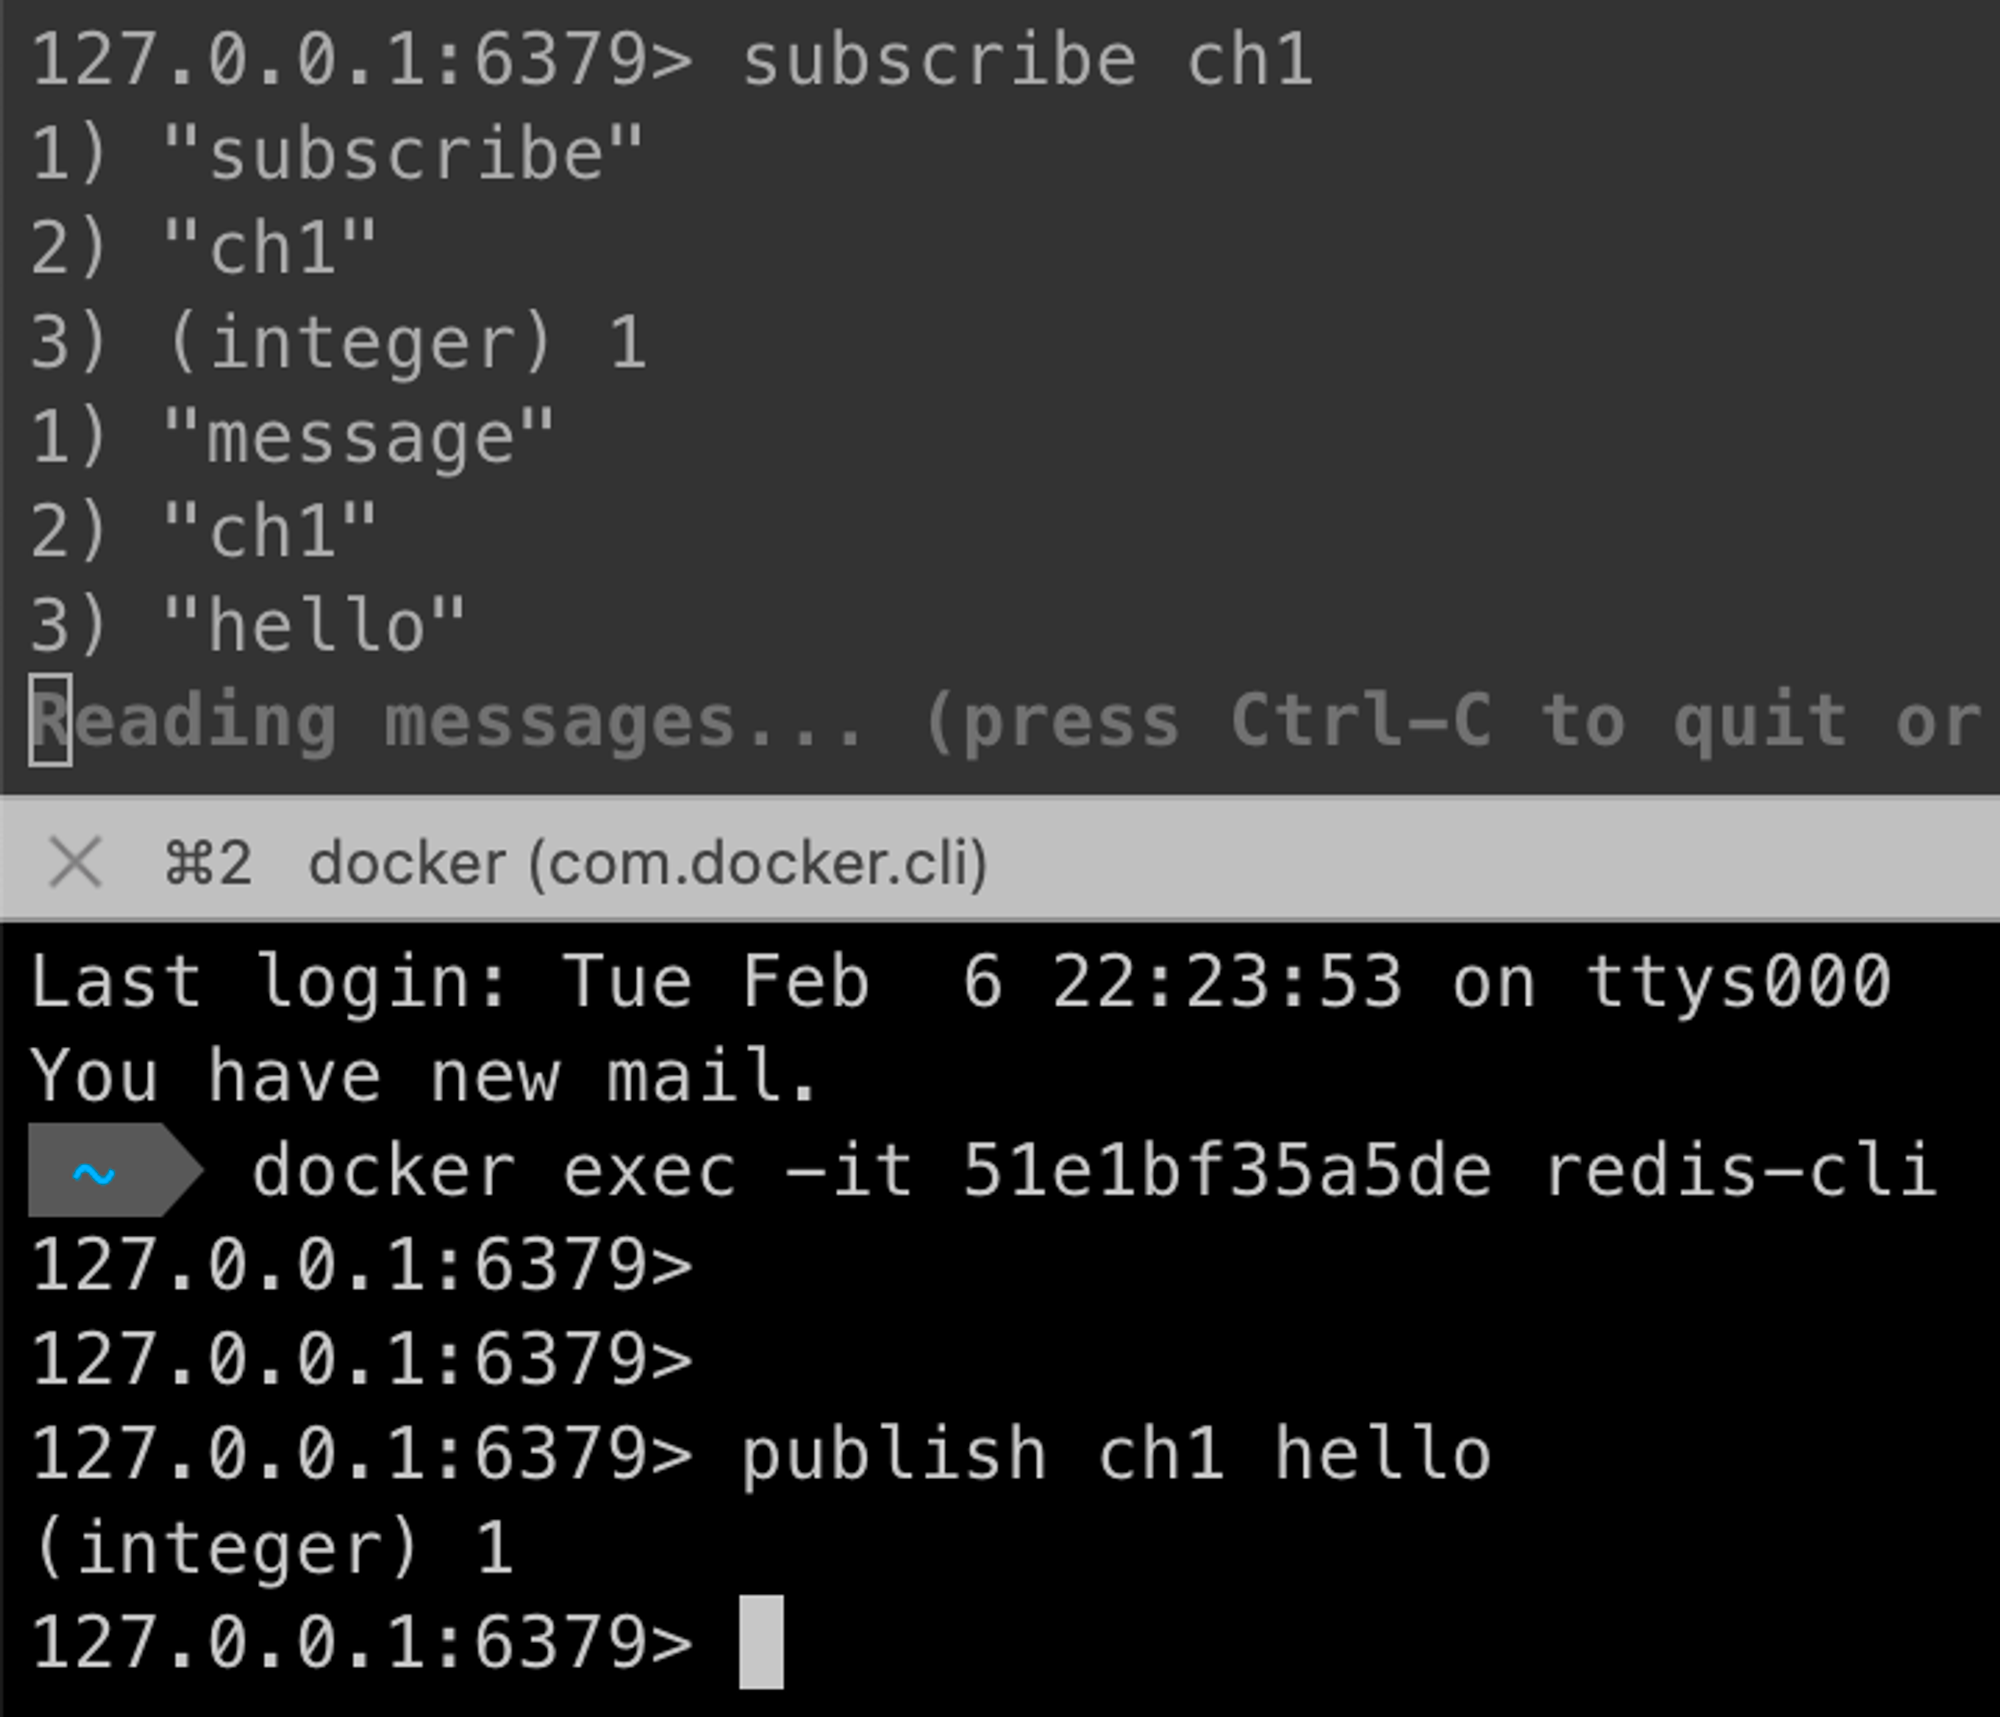 127.0.0.1:6379> subscribe ch1
1) "subscribe"
2) "ch1"
3) (integer) 1
1) "message"
2) "ch1"
3) "hello"
Reading messages... (press Ctrl-C to quit or
⌘2 docker (com.docker.cli)
Last login: Tue Feb  6 22:23:53 on ttys000
You have new mail.
~ docker exec -it 51e1bf35a5de redis-cli
127.0.0.1:6379>
127.0.0.1:6379>
127.0.0.1:6379> publish ch1 hello
(integer) 1
127.0.0.1:6379>